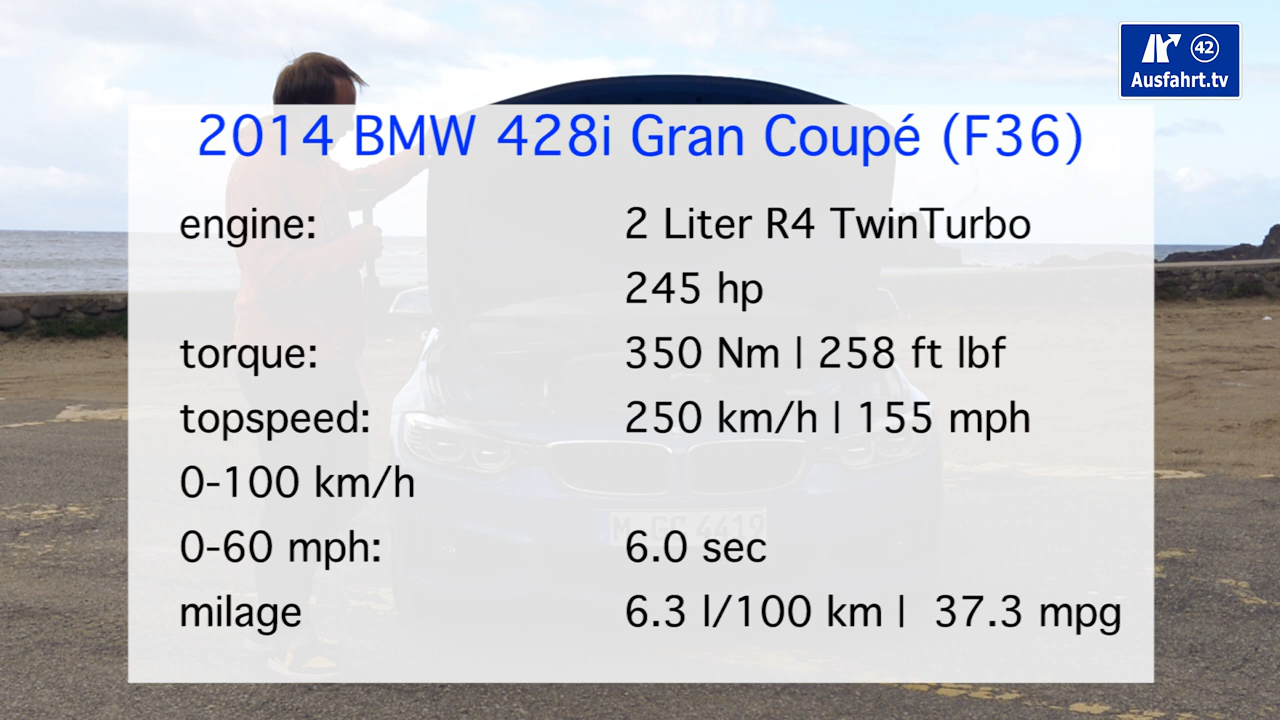 42
Ausfahrt.tv
2014 BMW 428i Gran Coupé (F36)
engine: 2 Liter R4 TwinTurbo
245 hp
torque: 350 Nm | 258 ft lbf
topspeed: 250 km/h | 155 mph
0-100 km/h
0-60 mph: 6.0 sec
milage 6.3 l/100 km | 37.3 mpg
M GC 4419